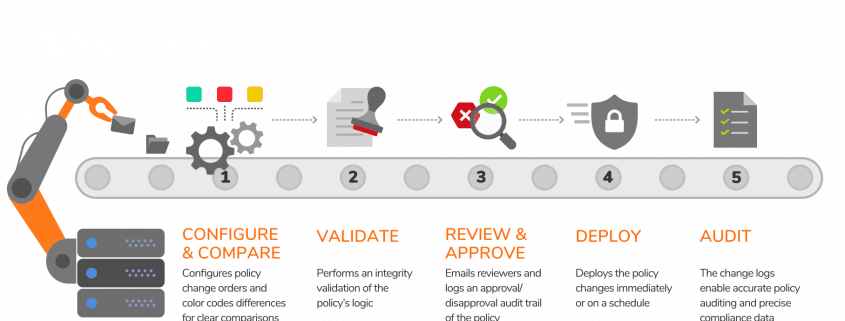 1
2
3
4
5
CONFIGURE
& COMPARE
Configures policy
change orders and
color codes differences
for clear comparisons
VALIDATE
Performs an integrity
validation of the
policy's logic
REVIEW &
APPROVE
Emails reviewers and
logs an approval/
disapproval audit trail
of the policy
DEPLOY
Deploys the policy
changes immediately
or on a schedule
AUDIT
The change logs
enable accurate policy
auditing and precise
compliance data